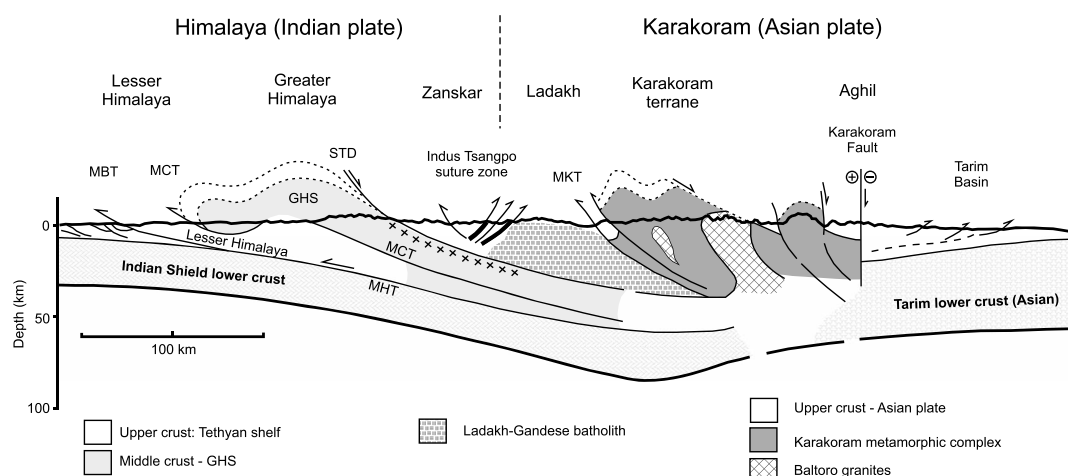 Himalaya (Indian plate)
Karakoram (Asian plate)
Lesser
Himalaya
Greater
Himalaya
Zanskar
Ladakh
Karakoram
terrane
Aghil
MBT
MCT
STD
Indus Tsangpo
suture zone
MKT
Karakoram
Fault
Tarim
Basin
GHS
0
50
100
Depth (km)
Lesser Himalaya
MCT
Indian Shield lower crust
MHT
Tarim lower crust (Asian)
100 km
Upper crust: Tethyan shelf
Middle crust - GHS
Ladakh-Gandese batholith
Upper crust - Asian plate
Karakoram metamorphic complex
Baltoro granites